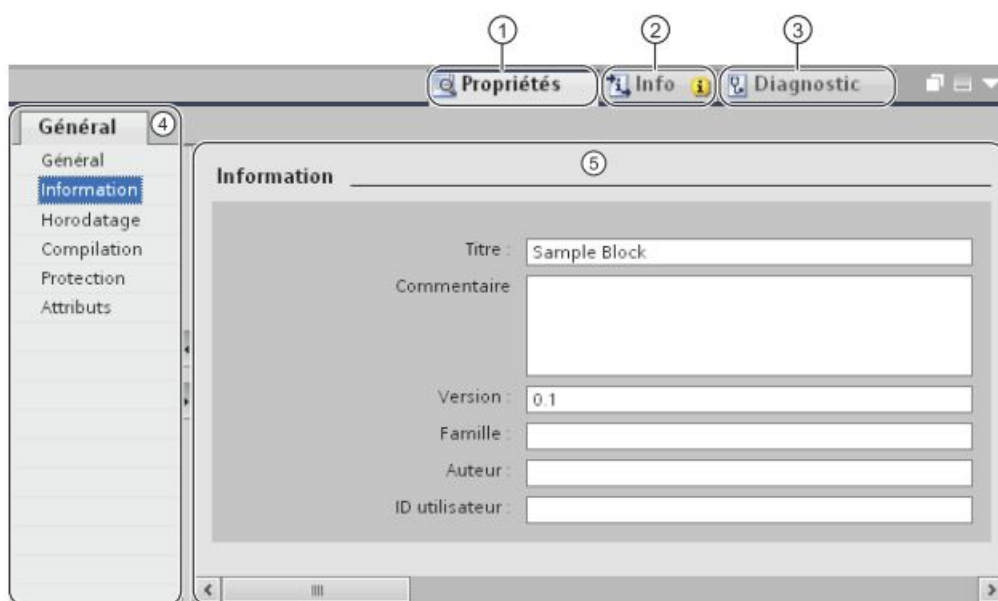 1 2 3
Propriétés Info Diagnostic
Général 4
Général
Information
Horodatage
Compilation
Protection
Attributs
5
Information
Titre : Sample Block
Commentaire
Version : 0.1
Famille :
Auteur :
ID utilisateur :